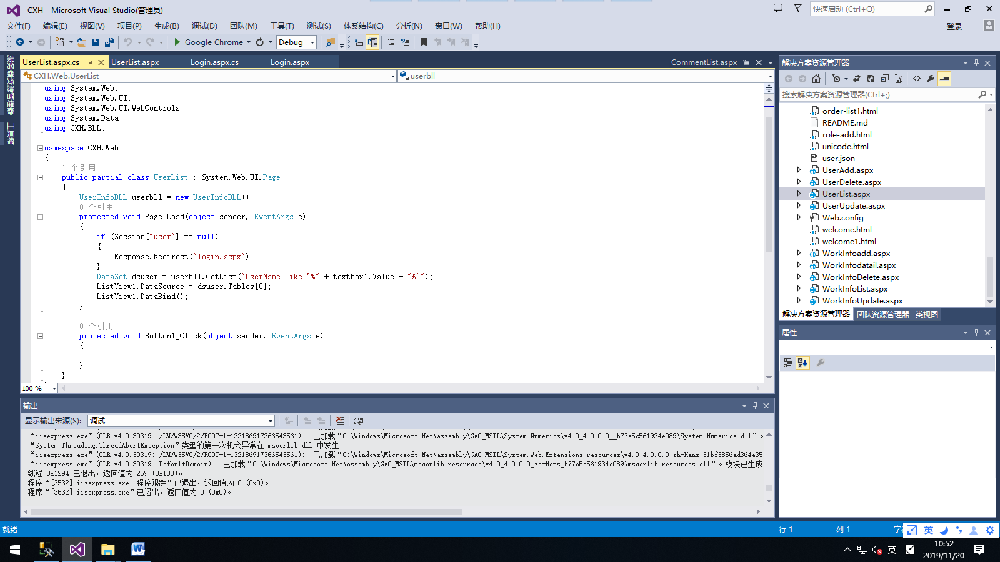 CXH - Microsoft Visual Studio(管理员)
快速启动 (Ctrl+Q)
文件(F) 编辑(E) 视图(V) 项目(P) 生成(B) 调试(D) 团队(M) 工具(T) 测试(S) 体系结构(C) 分析(N) 窗口(W) 帮助(H)
登录
Google Chrome Debug
服务器资源管理器
工具箱
UserList.aspx.cs UserList.aspx Login.aspx.cs Login.aspx CommentList.aspx
CXH.Web.UserList userbll
using System.Web;
using System.Web.UI;
using System.Web.UI.WebControls;
using System.Data;
using CXH.BLL;
namespace CXH.Web
{
1 个引用
public partial class UserList : System.Web.UI.Page
{
UserInfoBLL userbll = new UserInfoBLL();
0 个引用
protected void Page_Load(object sender, EventArgs e)
{
if (Session["user"] == null)
{
Response.Redirect("login.aspx");
}
DataSet dsuser = userbll.GetList("UserName like '%" + textbox1.Value + "%'");
ListView1.DataSource = dsuser.Tables[0];
ListView1.DataBind();
}
0 个引用
protected void Button1_Click(object sender, EventArgs e)
{
}
}
100 %
输出
显示输出来源(S): 调试
“iisexpress.exe”(CLR v4.0.30319: /LM/W3SVC/2/ROOT-1-132186917366543561): 已加载“C:\Windows\Microsoft.Net\assembly\GAC_MSIL\System.Numerics\v4.0_4.0.0.0__b77a5c561934e089\System.Numerics.dll”。
“System.Threading.ThreadAbortException”类型的第一次机会异常在 mscorlib.dll 中发生
“iisexpress.exe”(CLR v4.0.30319: /LM/W3SVC/2/ROOT-1-132186917366543561): 已加载“C:\Windows\Microsoft.Net\assembly\GAC_MSIL\System.Web.Extensions.resources\v4.0_4.0.0.0_zh-Hans_31bf3856ad364e35
“iisexpress.exe”(CLR v4.0.30319: DefaultDomain): 已加载“C:\Windows\Microsoft.Net\assembly\GAC_MSIL\mscorlib.resources\v4.0_4.0.0.0_zh-Hans_b77a5c561934e089\mscorlib.resources.dll”。模块已生成
线程 0x1294 已退出，返回值为 259 (0x103)。
程序“[3532] iisexpress.exe: 程序跟踪”已退出，返回值为 0 (0x0)。
程序“[3532] iisexpress.exe”已退出，返回值为 0 (0x0)。
解决方案资源管理器
搜索解决方案资源管理器(Ctrl+;)
order-list1.html
README.md
role-add.html
unicode.html
user.json
UserAdd.aspx
UserDelete.aspx
UserList.aspx
UserUpdate.aspx
Web.config
welcome.html
welcome1.html
WorkInfoadd.aspx
WorkInfodatail.aspx
WorkInfoDelete.aspx
WorkInfoList.aspx
WorkInfoUpdate.aspx
解决方案资源管理器 团队资源管理器 类视图
属性
就绪 行 1 列 1
英
英
10:52
2019/11/20